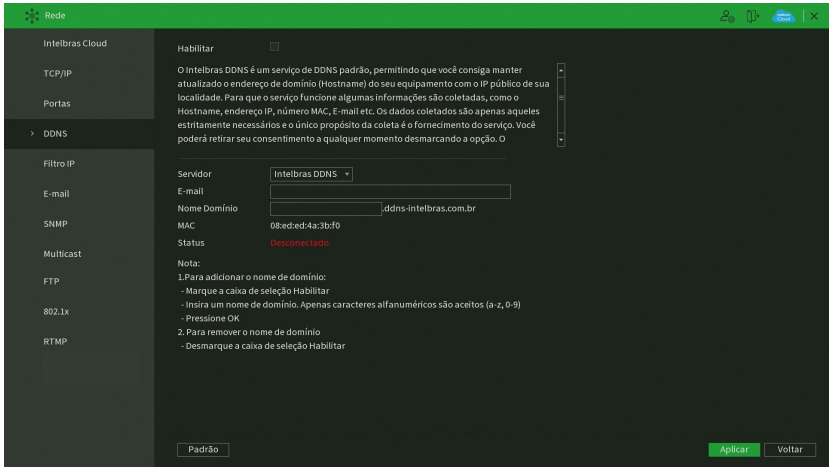 Rede
Cloud
Intelbras Cloud
TCP/IP
Portas
> DDNS
Filtro IP
E-mail
SNMP
Multicast
FTP
802.1x
RTMP
Habilitar
O Intelbras DDNS é um serviço de DDNS padrão, permitindo que você consiga manter
atualizado o endereço de domínio (Hostname) do seu equipamento com o IP público de sua
localidade. Para que o serviço funcione algumas informações são coletadas, como o
Hostname, endereço IP, número MAC, E-mail etc. Os dados coletados são apenas aqueles
estritamente necessários e o único propósito da coleta é o fornecimento do serviço. Você
poderá retirar seu consentimento a qualquer momento desmarcando a opção. O
Servidor Intelbras DDNS
E-mail
Nome Domínio .ddns-intelbras.com.br
MAC 08:ed:ed:4a:3b:f0
Status Desconectado
Nota:
1.Para adicionar o nome de domínio:
- Marque a caixa de seleção Habilitar
- Insira um nome de domínio. Apenas caracteres alfanuméricos são aceitos (a-z, 0-9)
- Pressione OK
2. Para remover o nome de domínio
- Desmarque a caixa de seleção Habilitar
Padrão Aplicar Voltar